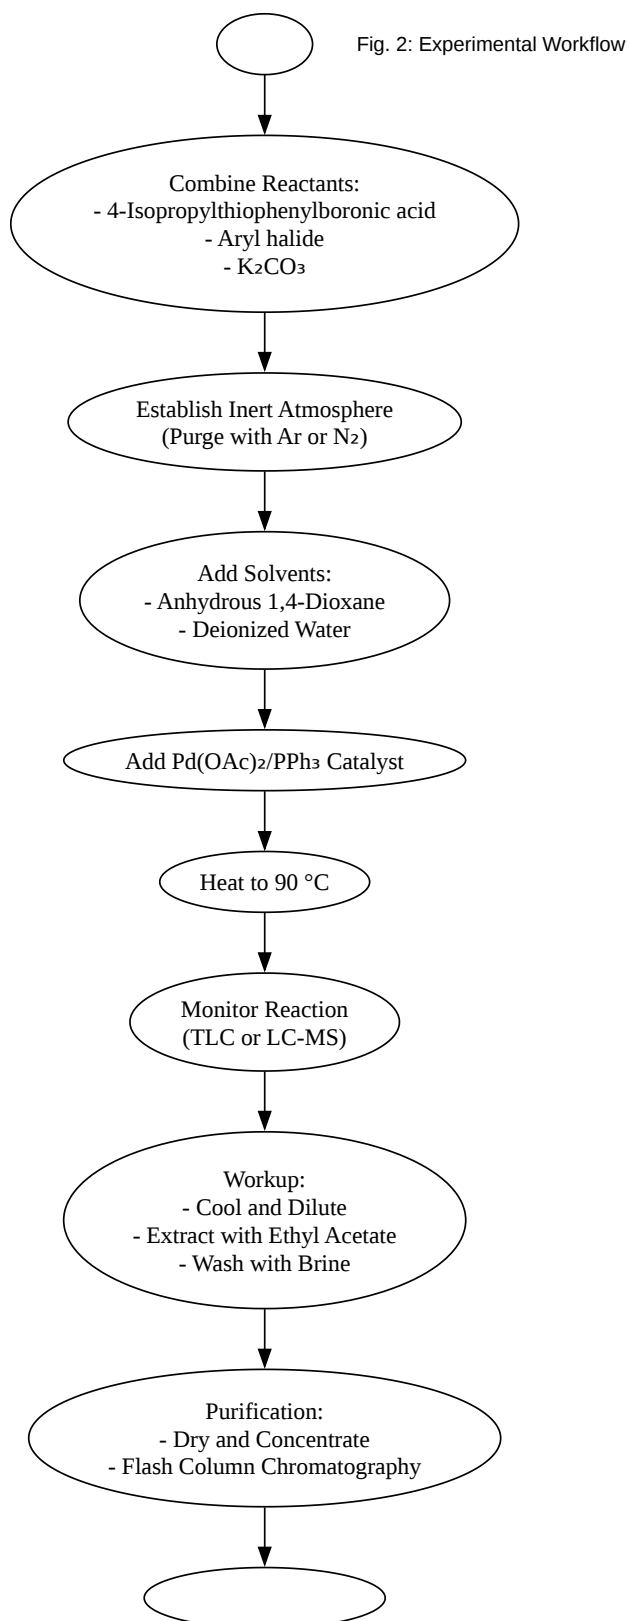 Fig. 2: Experimental Workflow
Combine Reactants:
- 4-Isopropylthiophenylboronic acid
- Aryl halide
- K₂CO₃
Establish Inert Atmosphere
(Purge with Ar or N₂)
Add Solvents:
- Anhydrous 1,4-Dioxane
- Deionized Water
Add Pd(OAc)₂/PPh₃ Catalyst
Heat to 90 °C
Monitor Reaction
(TLC or LC-MS)
Workup:
- Cool and Dilute
- Extract with Ethyl Acetate
- Wash with Brine
Purification:
- Dry and Concentrate
- Flash Column Chromatography